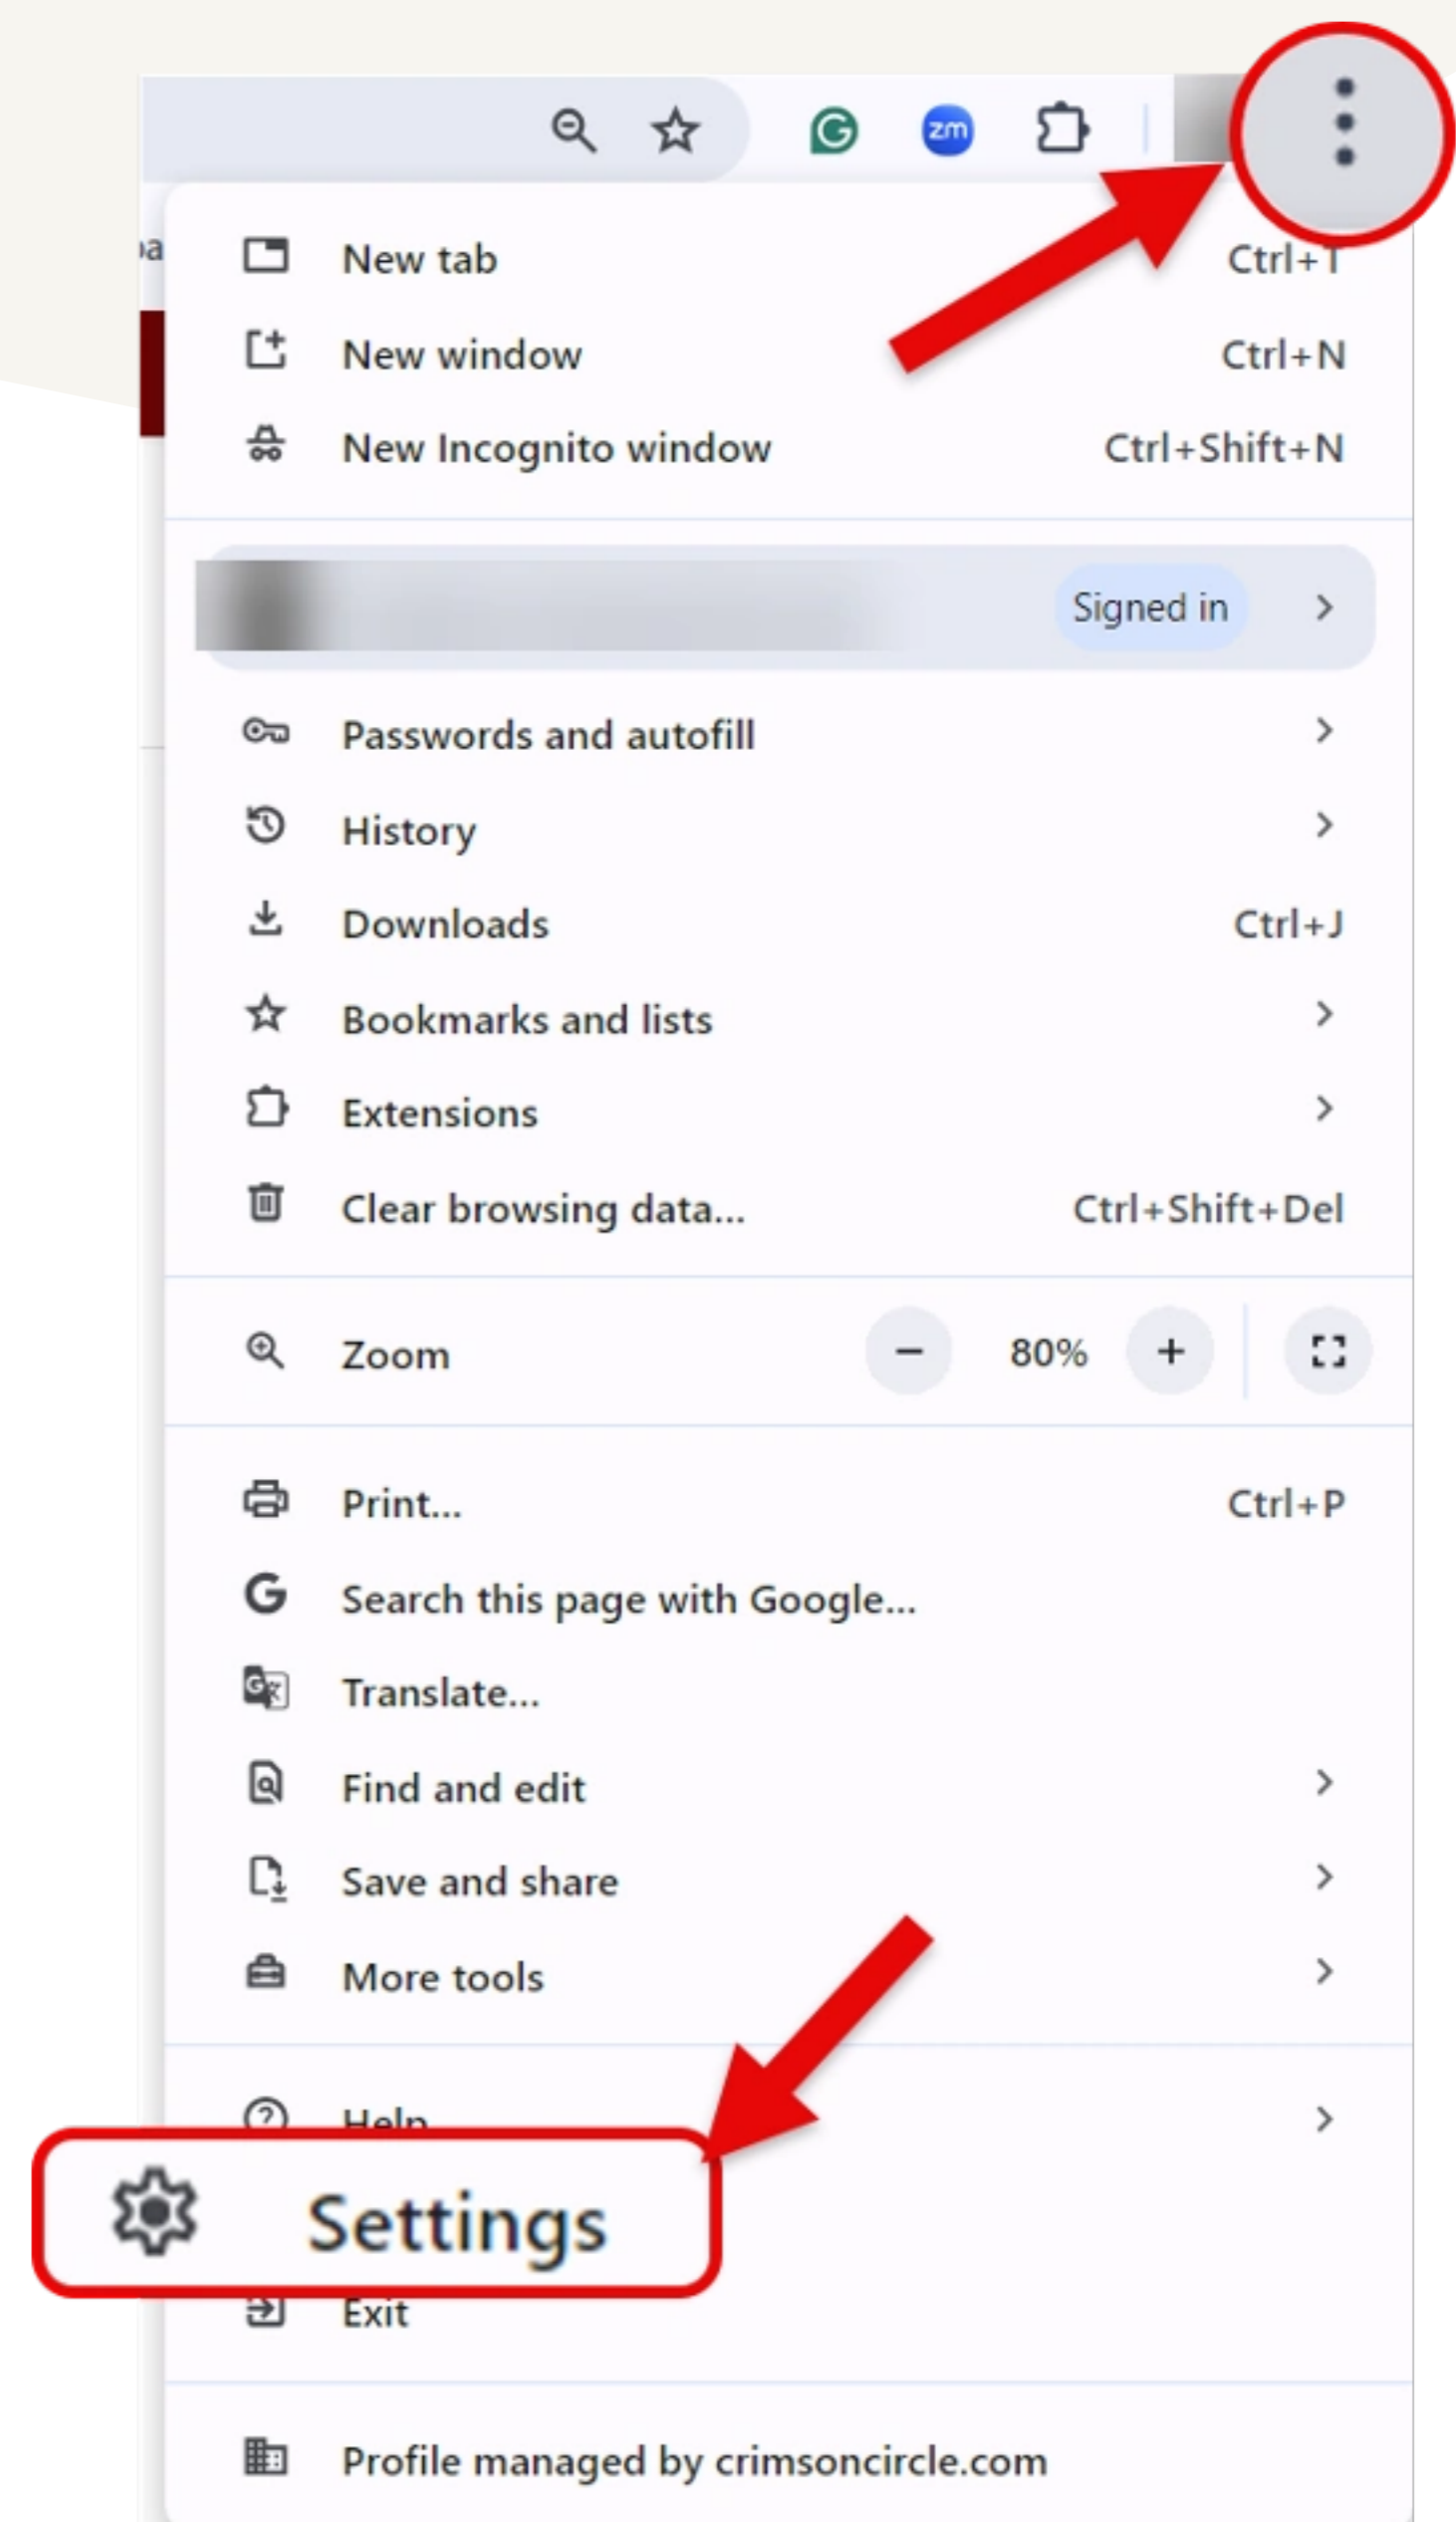 zm
New tab Ctrl+T
New window Ctrl+N
New Incognito window Ctrl+Shift+N
Signed in
Passwords and autofill
History
Downloads Ctrl+J
Bookmarks and lists
Extensions
Clear browsing data... Ctrl+Shift+Del
Zoom − 80% +
Print... Ctrl+P
Search this page with Google...
Translate...
Find and edit
Save and share
More tools
Help
Settings
Exit
Profile managed by crimsoncircle.com